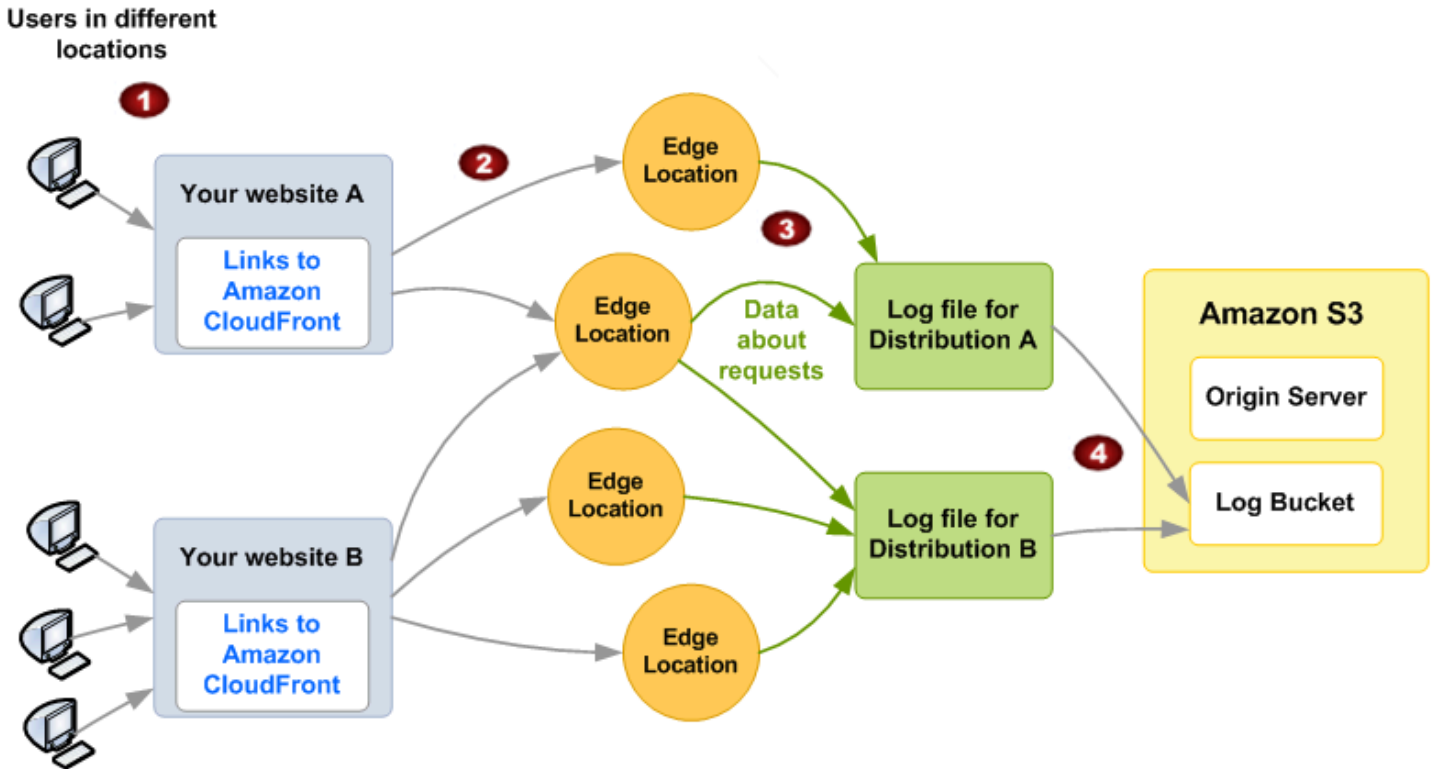 Users in different
locations
1
Your website A
Links to
Amazon
CloudFront
2
Edge
Location
3
Edge
Location
Data
about
requests
Log file for
Distribution A
Amazon S3
Origin Server
Log Bucket
4
Your website B
Links to
Amazon
CloudFront
Edge
Location
Edge
Location
Log file for
Distribution B